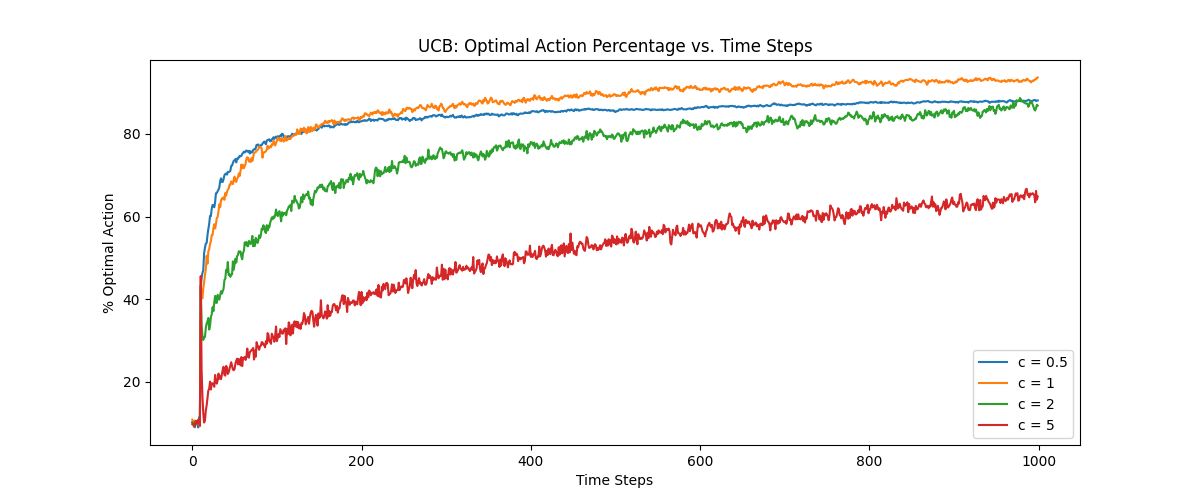 UCB: Optimal Action Percentage vs. Time Steps
% Optimal Action
80
60
40
20
0
200
400
600
800
1000
Time Steps
c = 0.5
c = 1
c = 2
c = 5